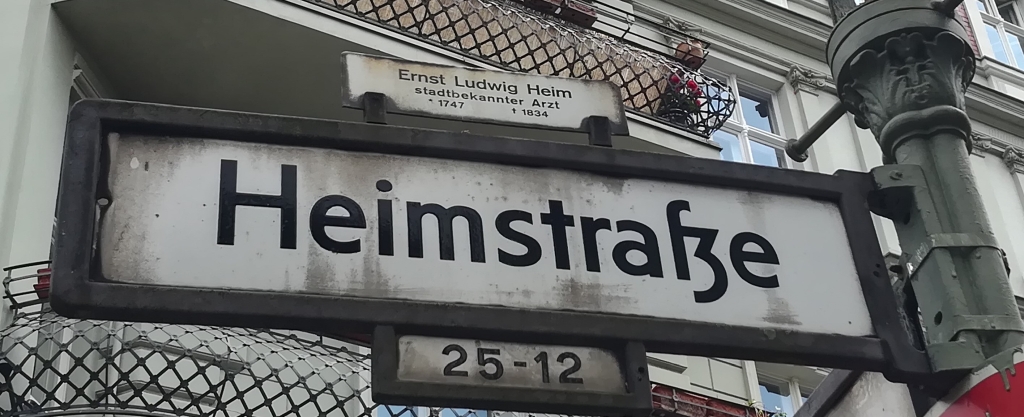 Ernst Ludwig Heim
stadtbekannter Arzt
* 1747 † 1834
Heimstraße
25-12